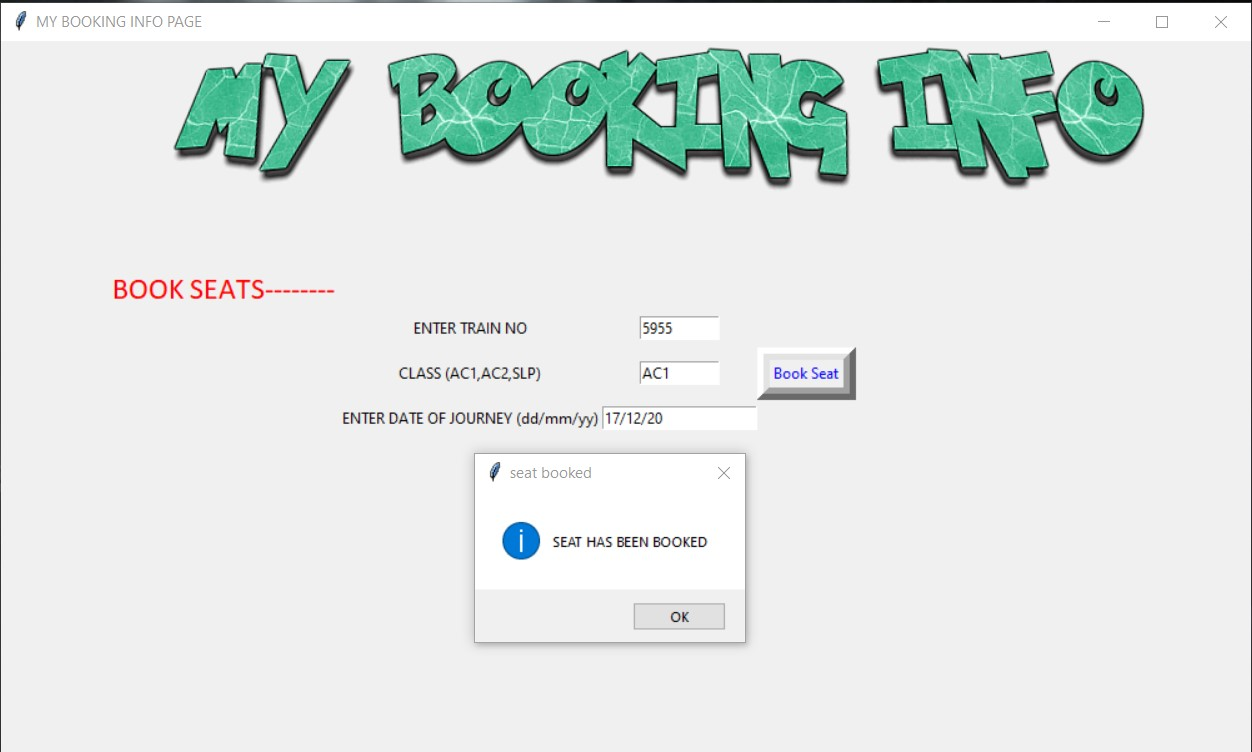 MY BOOKING INFO PAGE
MY BOOKING INFO
BOOK SEATS--------
ENTER TRAIN NO 5955
CLASS (AC1,AC2,SLP) AC1 Book Seat
ENTER DATE OF JOURNEY (dd/mm/yy) 17/12/20
seat booked
SEAT HAS BEEN BOOKED
OK